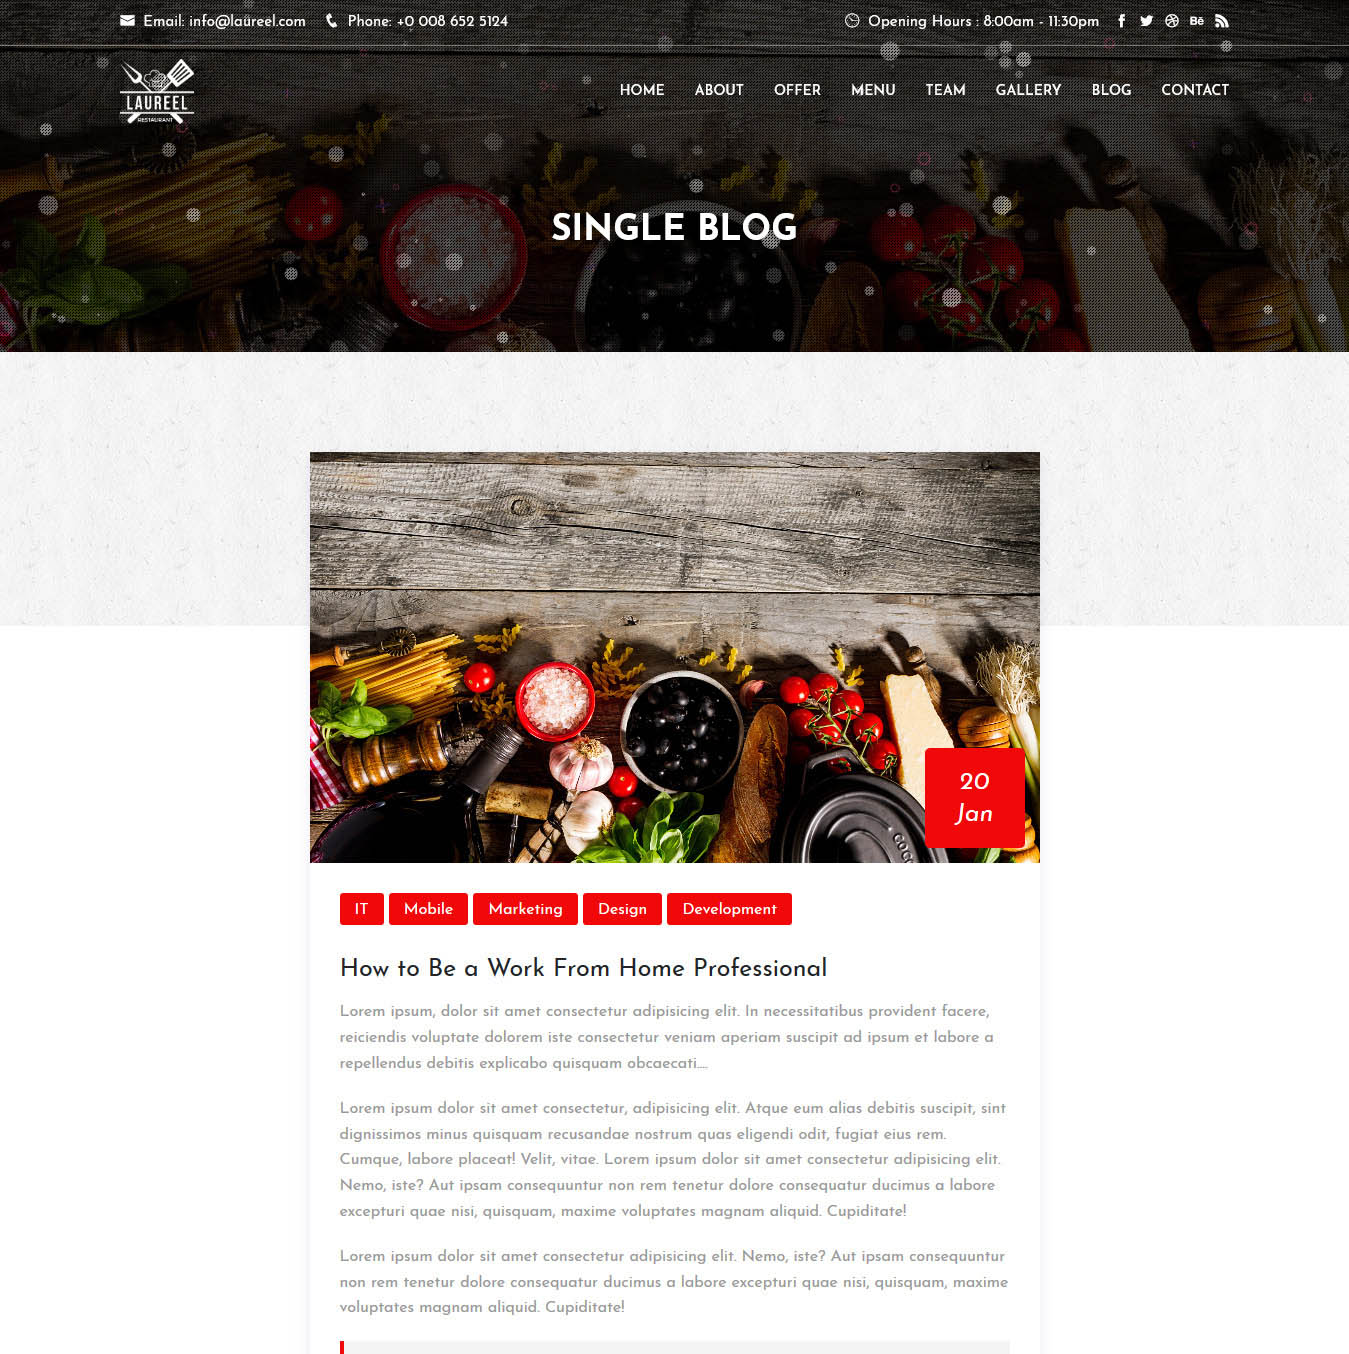 Email: info@laureel.com Phone: +0 008 652 5124 Opening Hours : 8:00am - 11:30pm
LAUREEL
RESTAURANT
HOME ABOUT OFFER MENU TEAM GALLERY BLOG CONTACT
SINGLE BLOG
20
Jan
IT Mobile Marketing Design Development
How to Be a Work From Home Professional
Lorem ipsum, dolor sit amet consectetur adipisicing elit. In necessitatibus provident facere,
reiciendis voluptate dolorem iste consectetur veniam aperiam suscipit ad ipsum et labore a
repellendus debitis explicabo quisquam obcaecati....
Lorem ipsum dolor sit amet consectetur, adipisicing elit. Atque eum alias debitis suscipit, sint
dignissimos minus quisquam recusandae nostrum quas eligendi odit, fugiat eius rem.
Cumque, labore placeat! Velit, vitae. Lorem ipsum dolor sit amet consectetur adipisicing elit.
Nemo, iste? Aut ipsam consequuntur non rem tenetur dolore consequatur ducimus a labore
excepturi quae nisi, quisquam, maxime voluptates magnam aliquid. Cupiditate!
Lorem ipsum dolor sit amet consectetur adipisicing elit. Nemo, iste? Aut ipsam consequuntur
non rem tenetur dolore consequatur ducimus a labore excepturi quae nisi, quisquam, maxime
voluptates magnam aliquid. Cupiditate!